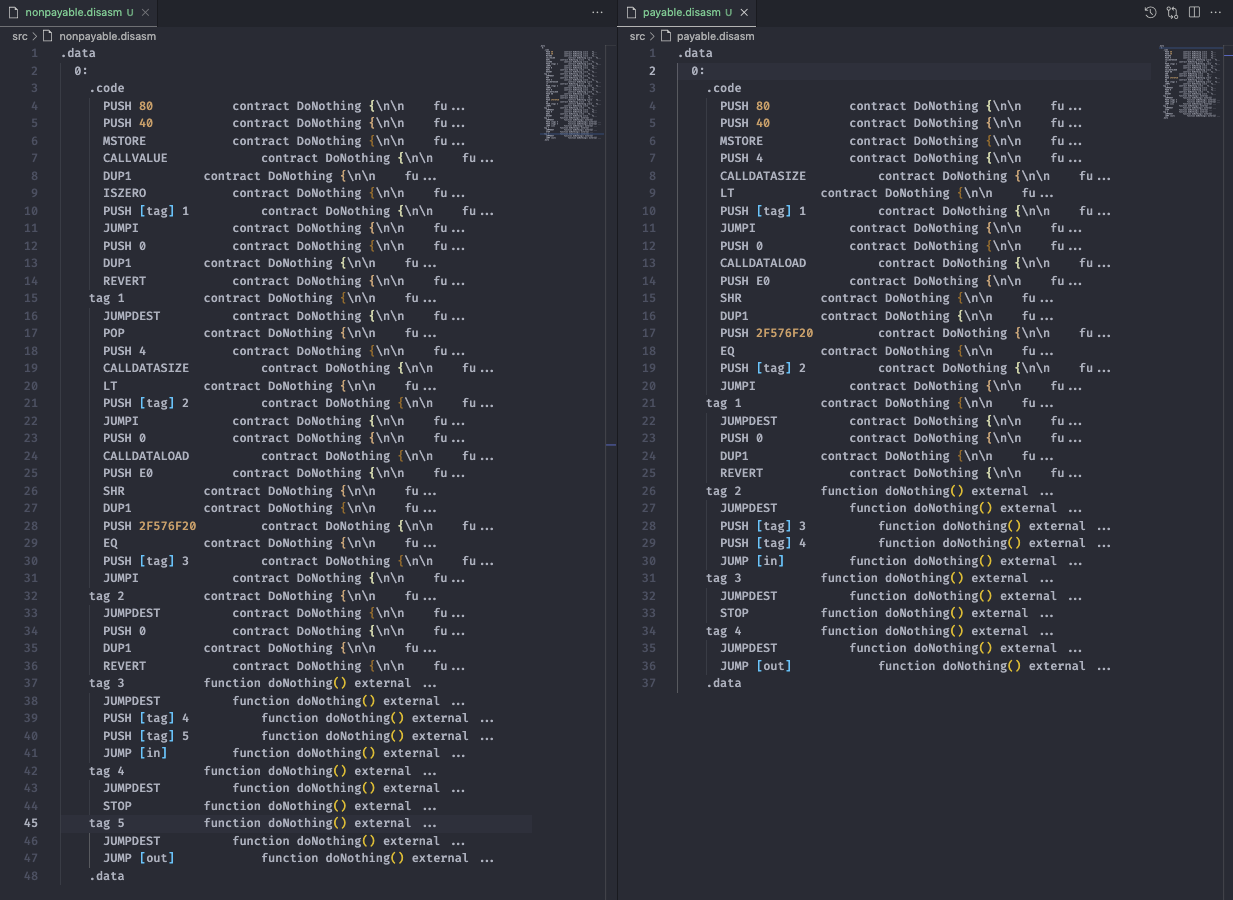 nonpayable.disasm U
src > nonpayable.disasm
1 .data
2 0:
3 .code
4 PUSH 80 contract DoNothing {\n\n fu...
5 PUSH 40 contract DoNothing {\n\n fu...
6 MSTORE contract DoNothing {\n\n fu...
7 CALLVALUE contract DoNothing {\n\n fu...
8 DUP1 contract DoNothing {\n\n fu...
9 ISZERO contract DoNothing {\n\n fu...
10 PUSH [tag] 1 contract DoNothing {\n\n fu...
11 JUMPI contract DoNothing {\n\n fu...
12 PUSH 0 contract DoNothing {\n\n fu...
13 DUP1 contract DoNothing {\n\n fu...
14 REVERT contract DoNothing {\n\n fu...
15 tag 1 contract DoNothing {\n\n fu...
16 JUMPDEST contract DoNothing {\n\n fu...
17 POP contract DoNothing {\n\n fu...
18 PUSH 4 contract DoNothing {\n\n fu...
19 CALLDATASIZE contract DoNothing {\n\n fu...
20 LT contract DoNothing {\n\n fu...
21 PUSH [tag] 2 contract DoNothing {\n\n fu...
22 JUMPI contract DoNothing {\n\n fu...
23 PUSH 0 contract DoNothing {\n\n fu...
24 CALLDATALOAD contract DoNothing {\n\n fu...
25 PUSH E0 contract DoNothing {\n\n fu...
26 SHR contract DoNothing {\n\n fu...
27 DUP1 contract DoNothing {\n\n fu...
28 PUSH 2F576F20 contract DoNothing {\n\n fu...
29 EQ contract DoNothing {\n\n fu...
30 PUSH [tag] 3 contract DoNothing {\n\n fu...
31 JUMPI contract DoNothing {\n\n fu...
32 tag 2 contract DoNothing {\n\n fu...
33 JUMPDEST contract DoNothing {\n\n fu...
34 PUSH 0 contract DoNothing {\n\n fu...
35 DUP1 contract DoNothing {\n\n fu...
36 REVERT contract DoNothing {\n\n fu...
37 tag 3 function doNothing() external ...
38 JUMPDEST function doNothing() external ...
39 PUSH [tag] 4 function doNothing() external ...
40 PUSH [tag] 5 function doNothing() external ...
41 JUMP [in] function doNothing() external ...
42 tag 4 function doNothing() external ...
43 JUMPDEST function doNothing() external ...
44 STOP function doNothing() external ...
45 tag 5 function doNothing() external ...
46 JUMPDEST function doNothing() external ...
47 JUMP [out] function doNothing() external ...
48 .data
payable.disasm U
src > payable.disasm
1 .data
2 0:
3 .code
4 PUSH 80 contract DoNothing {\n\n fu...
5 PUSH 40 contract DoNothing {\n\n fu...
6 MSTORE contract DoNothing {\n\n fu...
7 PUSH 4 contract DoNothing {\n\n fu...
8 CALLDATASIZE contract DoNothing {\n\n fu...
9 LT contract DoNothing {\n\n fu...
10 PUSH [tag] 1 contract DoNothing {\n\n fu...
11 JUMPI contract DoNothing {\n\n fu...
12 PUSH 0 contract DoNothing {\n\n fu...
13 CALLDATALOAD contract DoNothing {\n\n fu...
14 PUSH E0 contract DoNothing {\n\n fu...
15 SHR contract DoNothing {\n\n fu...
16 DUP1 contract DoNothing {\n\n fu...
17 PUSH 2F576F20 contract DoNothing {\n\n fu...
18 EQ contract DoNothing {\n\n fu...
19 PUSH [tag] 2 contract DoNothing {\n\n fu...
20 JUMPI contract DoNothing {\n\n fu...
21 tag 1 contract DoNothing {\n\n fu...
22 JUMPDEST contract DoNothing {\n\n fu...
23 PUSH 0 contract DoNothing {\n\n fu...
24 DUP1 contract DoNothing {\n\n fu...
25 REVERT contract DoNothing {\n\n fu...
26 tag 2 function doNothing() external ...
27 JUMPDEST function doNothing() external ...
28 PUSH [tag] 3 function doNothing() external ...
29 PUSH [tag] 4 function doNothing() external ...
30 JUMP [in] function doNothing() external ...
31 tag 3 function doNothing() external ...
32 JUMPDEST function doNothing() external ...
33 STOP function doNothing() external ...
34 tag 4 function doNothing() external ...
35 JUMPDEST function doNothing() external ...
36 JUMP [out] function doNothing() external ...
37 .data